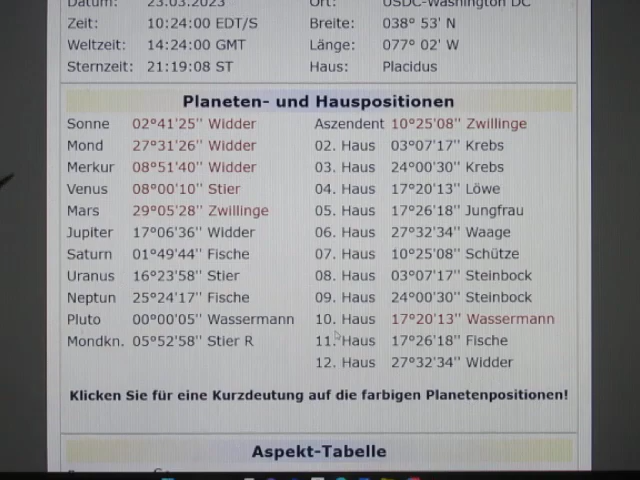 Datum: 23.03.2023 Ort: USDC-Washington DC
Zeit: 10:24:00 EDT/S Breite: 038° 53' N
Weltzeit: 14:24:00 GMT Länge: 077° 02' W
Sternzeit: 21:19:08 ST Haus: Placidus
Planeten- und Hauspositionen
Sonne 02°41'25" Widder Aszendent 10°25'08" Zwillinge
Mond 27°31'26" Widder 02. Haus 03°07'17" Krebs
Merkur 08°51'40" Widder 03. Haus 24°00'30" Krebs
Venus 08°00'10" Stier 04. Haus 17°20'13" Löwe
Mars 29°05'28" Zwillinge 05. Haus 17°26'18" Jungfrau
Jupiter 17°06'36" Widder 06. Haus 27°32'34" Waage
Saturn 01°49'44" Fische 07. Haus 10°25'08" Schütze
Uranus 16°23'58" Stier 08. Haus 03°07'17" Steinbock
Neptun 25°24'17" Fische 09. Haus 24°00'30" Steinbock
Pluto 00°00'05" Wassermann 10. Haus 17°20'13" Wassermann
Mondkn. 05°52'58" Stier R 11. Haus 17°26'18" Fische
12. Haus 27°32'34" Widder
Klicken Sie für eine Kurzdeutung auf die farbigen Planetenpositionen!
Aspekt-Tabelle